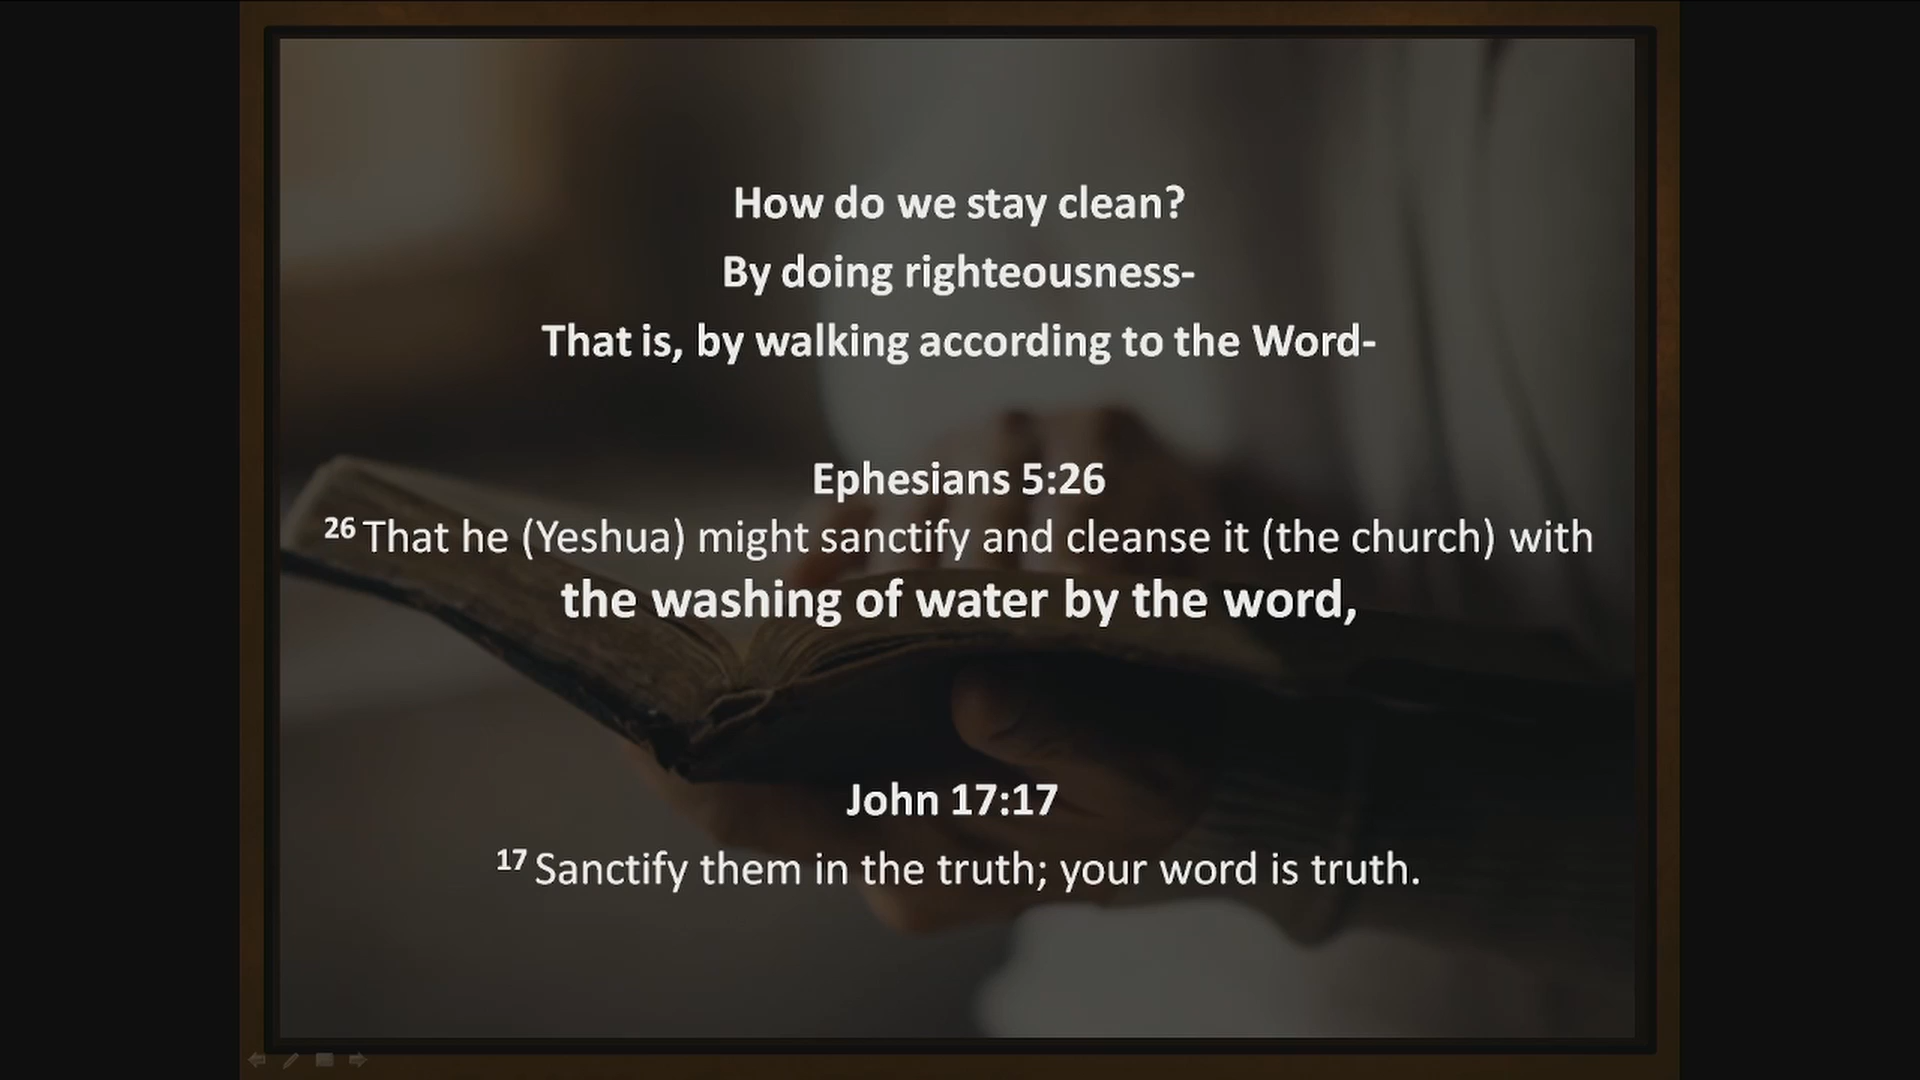 How do we stay clean?
By doing righteousness-
That is, by walking according to the Word-
Ephesians 5:26
26 That he (Yeshua) might sanctify and cleanse it (the church) with
the washing of water by the word,
John 17:17
17 Sanctify them in the truth; your word is truth.